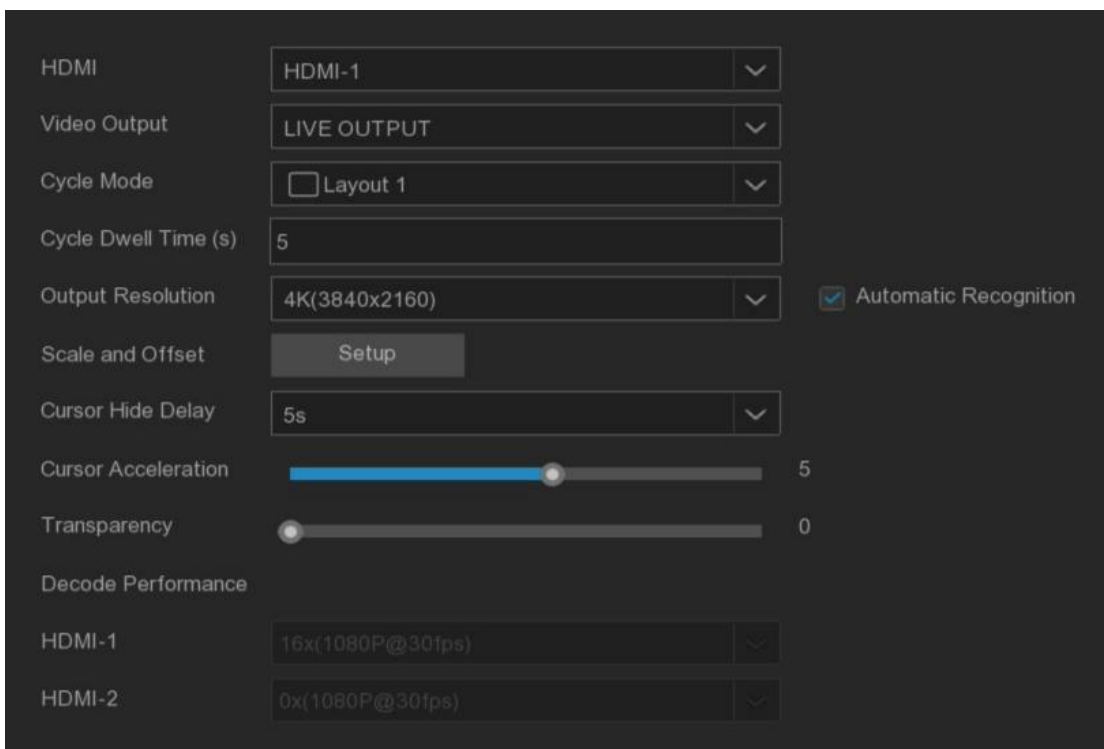 HDMI HDMI-1
Video Output LIVE OUTPUT
Cycle Mode Layout 1
Cycle Dwell Time (s) 5
Output Resolution 4K(3840x2160) Automatic Recognition
Scale and Offset Setup
Cursor Hide Delay 5s
Cursor Acceleration 5
Transparency 0
Decode Performance
HDMI-1 16x(1080P@30fps)
HDMI-2 0x(1080P@30fps)